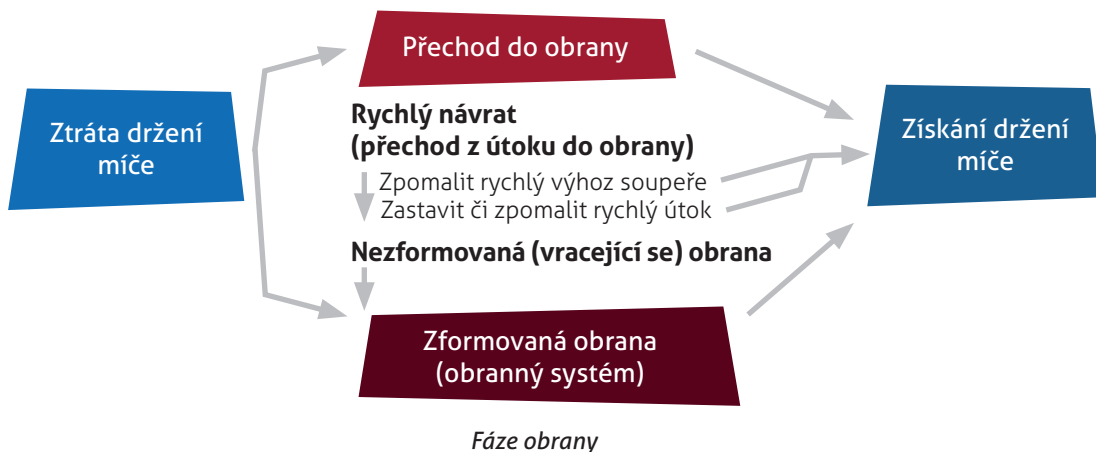 Přechod do obrany
Ztráta držení
míče
Rychlý návrat
(přechod z útoku do obrany)
Zpomalit rychlý výhoz soupeře
Zastavit či zpomalit rychlý útok
Nezformovaná (vracející se) obrana
Získání držení
míče
Zformovaná obrana
(obranný systém)
Fáze obrany